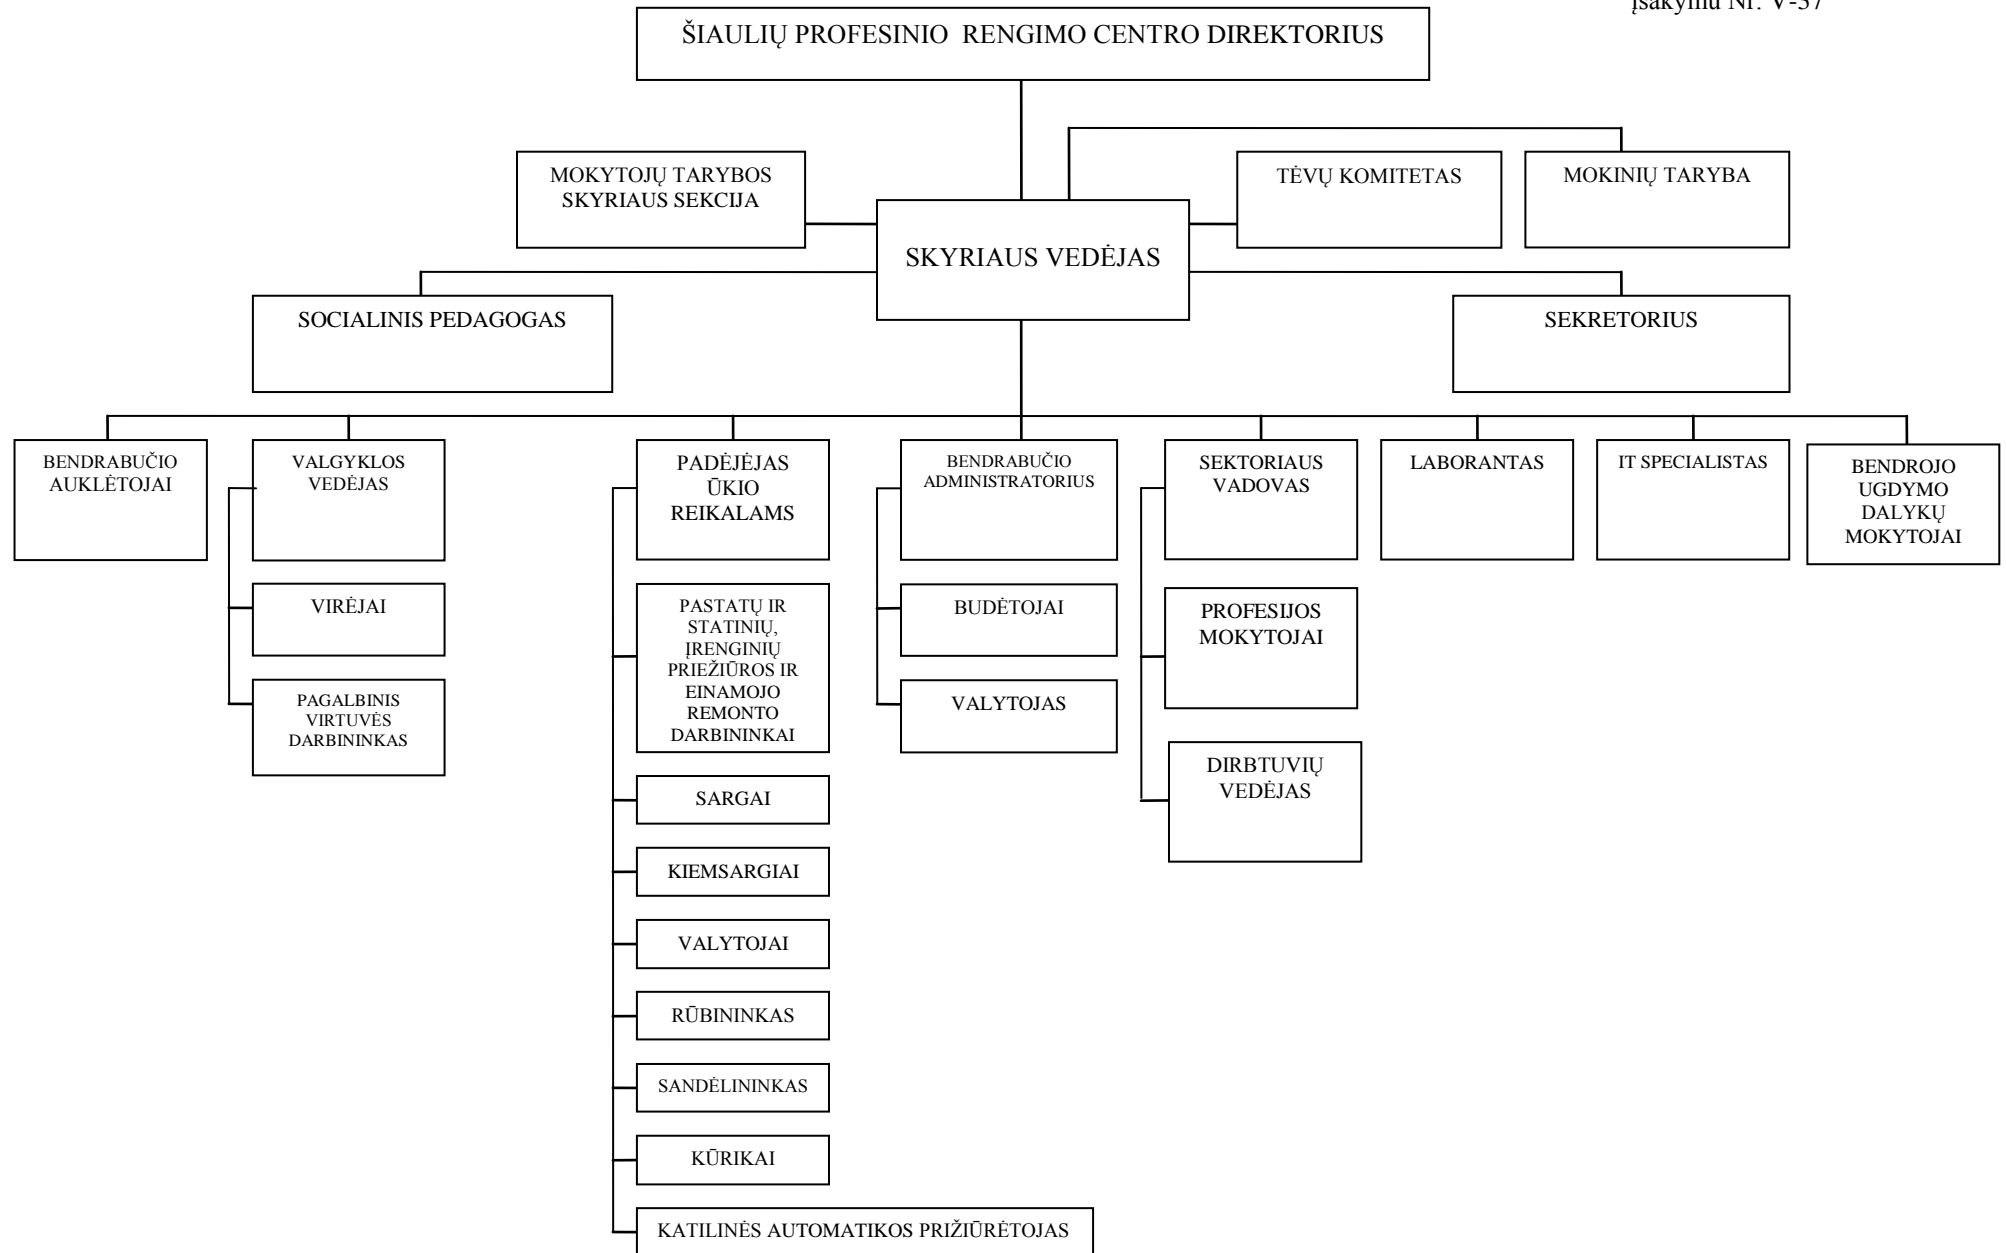 įsakymu Nr. V-37
ŠIAULIŲ PROFESINIO RENGIMO CENTRO DIREKTORIUS
MOKYTOJŲ TARYBOS
SKYRIAUS SEKCIJA
TĖVŲ KOMITETAS
MOKINIŲ TARYBA
SKYRIAUS VEDĖJAS
SOCIALINIS PEDAGOGAS
SEKRETORIUS
BENDRABUČIO
AUKLĖTOJAI
VALGYKLOS
VEDĖJAS
VIRĖJAI
PAGALBINIS
VIRTUVĖS
DARBININKAS
PADĖJĖJAS
ŪKIO
REIKALAMS
PASTATŲ IR
STATINIŲ,
ĮRENGINIŲ
PRIEŽIŪROS IR
EINAMOJO
REMONTO
DARBININKAI
SARGAI
KIEMSARGIAI
VALYTOJAI
RŪBININKAS
SANDĖLININKAS
KŪRIKAI
KATILINĖS AUTOMATIKOS PRIŽIŪRĖTOJAS
BENDRABUČIO
ADMINISTRATORIUS
BUDĖTOJAI
VALYTOJAS
SEKTORIAUS
VADOVAS
PROFESIJOS
MOKYTOJAI
DIRBTUVIŲ
VEDĖJAS
LABORANTAS
IT SPECIALISTAS
BENDROJO
UGDYMO
DALYKŲ
MOKYTOJAI